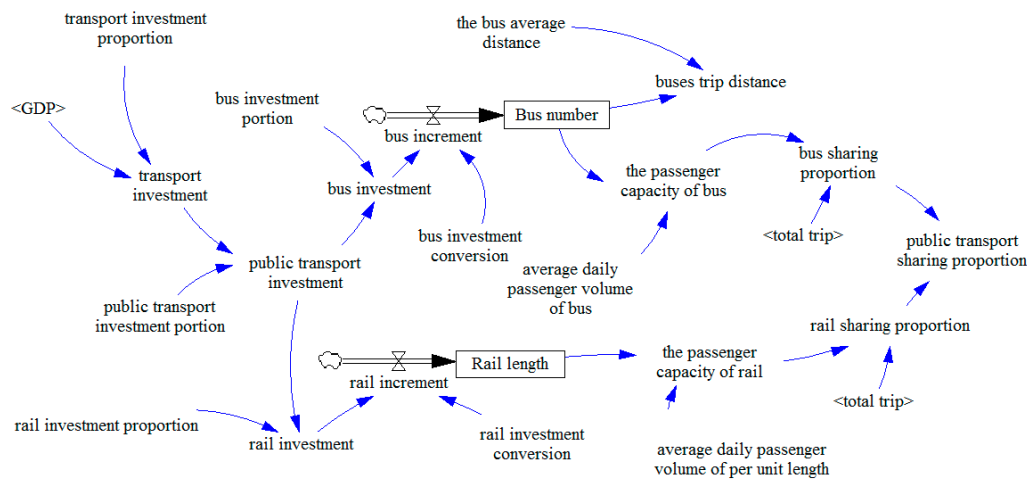 transport investment
proportion
the bus average
distance
buses trip distance
<GDP>
bus investment
portion
Bus number
bus increment
transport
investment
bus investment
the passenger
capacity of bus
bus sharing
proportion
bus investment
conversion
<total trip>
public transport
sharing proportion
public transport
investment
average daily
passenger volume
of bus
public transport
investment portion
rail sharing proportion
Rail length
the passenger
capacity of rail
rail increment
<total trip>
rail investment proportion
rail investment
rail investment
conversion
average daily passenger
volume of per unit length